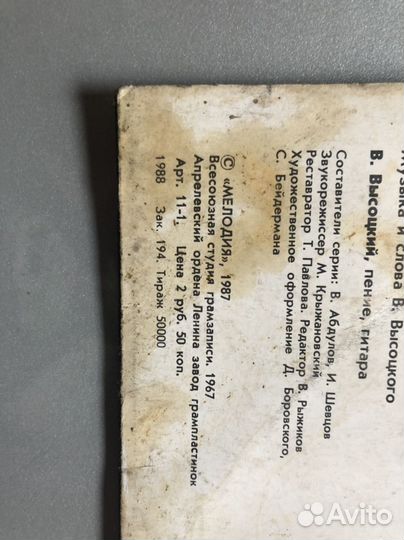 Музыка и слова В. Высоцкого
В. Высоцкий, пение, гитара
Составители серии: В. Абдулов, И. Шевцов
Звукорежиссер М. Крыжановский
Реставратор Т. Павлова. Редактор В. Рыжиков
Художественное оформление Д. Боровского,
С. Бейдермана
© «МЕЛОДИЯ», 1987
Всесоюзная студия грамзаписи. 1967
Апрелевский ордена Ленина завод грампластинок
Арт. 11-1. Цена 2 руб. 50 коп.
1988 Зак. 194. Тираж 50000
Avito